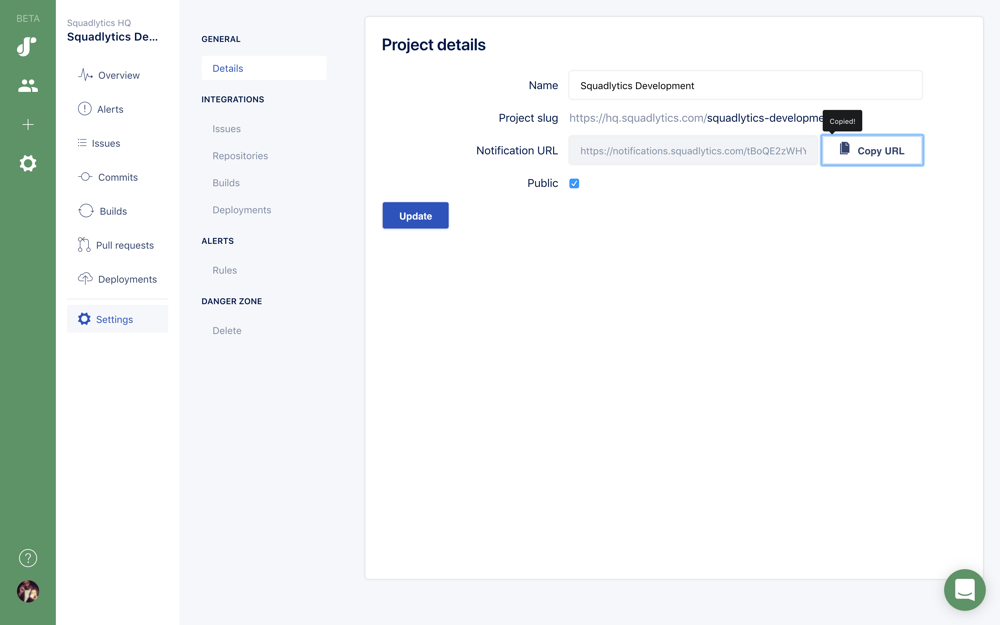 BETA
Squadlytics HQ
Squadlytics De...
Overview
Alerts
Issues
Commits
Builds
Pull requests
Deployments
Settings
GENERAL
Details
INTEGRATIONS
Issues
Repositories
Builds
Deployments
ALERTS
Rules
DANGER ZONE
Delete
Project details
Name
Squadlytics Development
Project slug
https://hq.squadlytics.com/squadlytics-developme
Copied!
Notification URL
https://notifications.squadlytics.com/tBoQE2zWHY
Copy URL
Public
Update
?